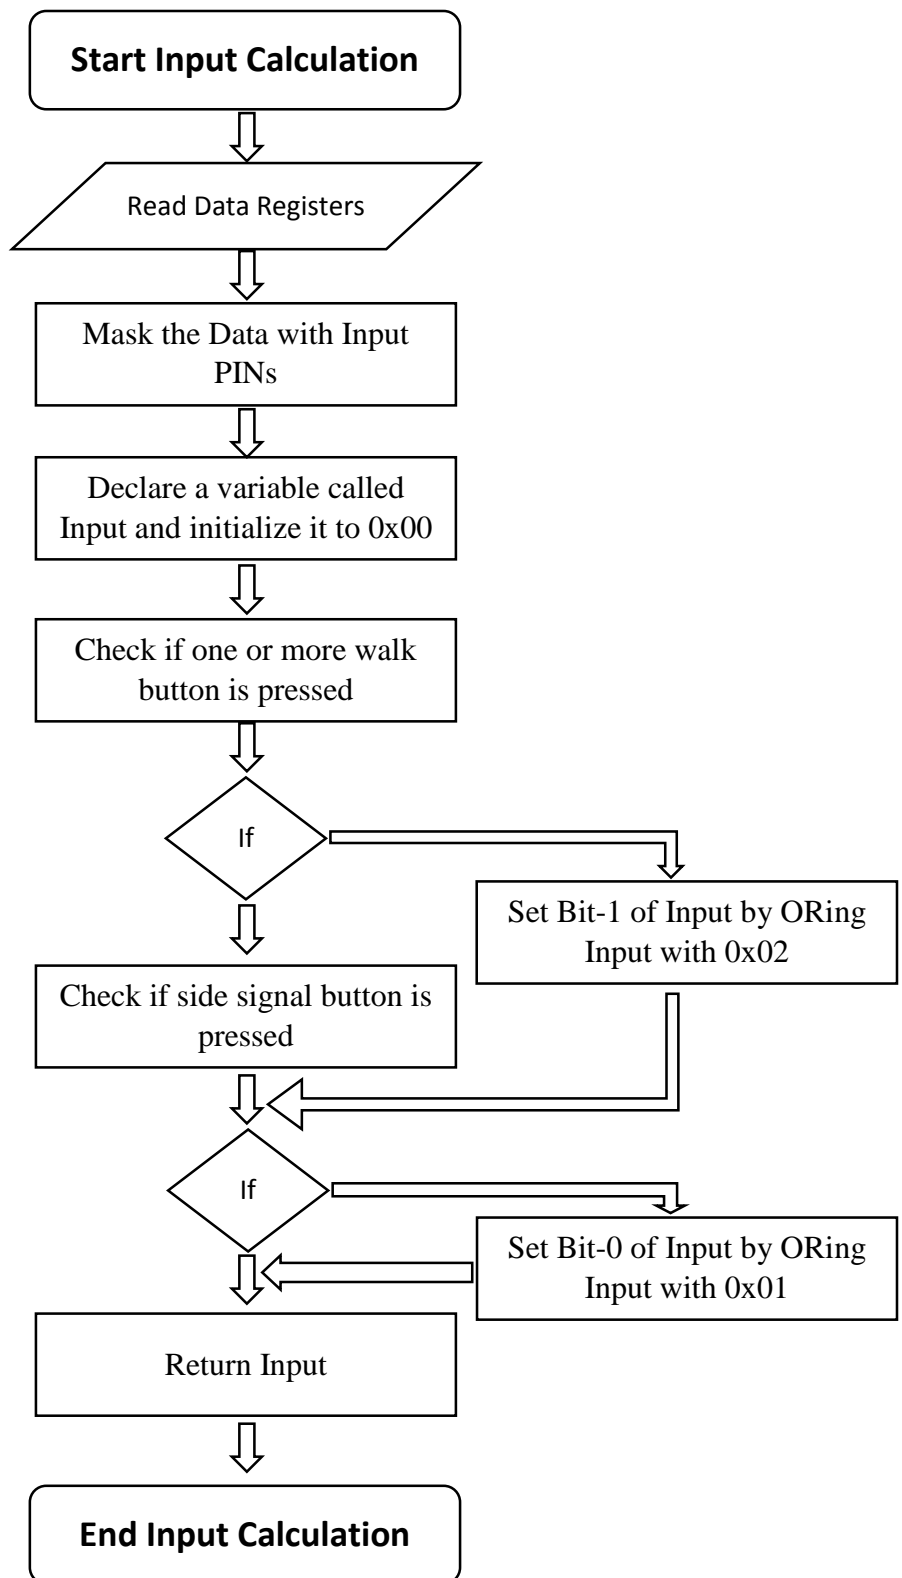 Start Input Calculation
Read Data Registers
Mask the Data with Input
PINs
Declare a variable called
Input and initialize it to 0x00
Check if one or more walk
button is pressed
If
Set Bit-1 of Input by ORing
Input with 0x02
Check if side signal button is
pressed
If
Set Bit-0 of Input by ORing
Input with 0x01
Return Input
End Input Calculation